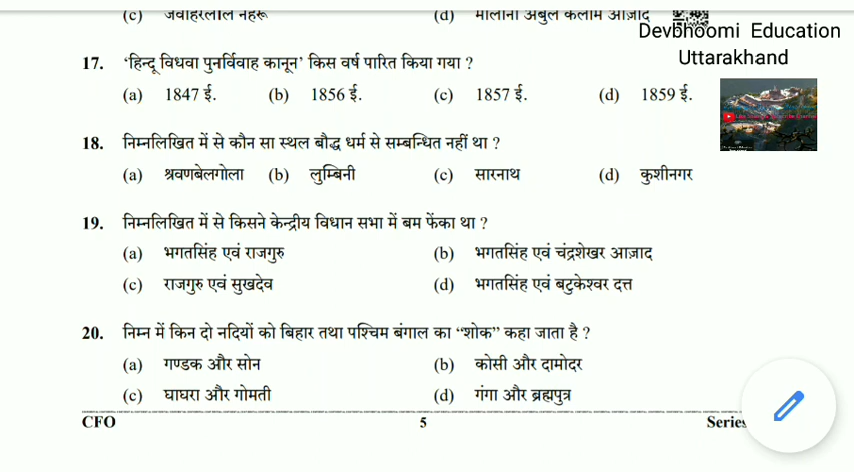 (c) जवाहरलाल नेहरू (d) मौलाना अबुल कलाम आज़ाद
Devbhoomi Education
Uttarakhand
17. ‘हिन्दू विधवा पुनर्विवाह कानून’ किस वर्ष पारित किया गया ?
(a) 1847 ई. (b) 1856 ई. (c) 1857 ई. (d) 1859 ई.
18. निम्नलिखित में से कौन सा स्थल बौद्ध धर्म से सम्बन्धित नहीं था ?
(a) श्रवणबेलगोला (b) लुम्बिनी (c) सारनाथ (d) कुशीनगर
19. निम्नलिखित में से किसने केन्द्रीय विधान सभा में बम फेंका था ?
(a) भगतसिंह एवं राजगुरु (b) भगतसिंह एवं चंद्रशेखर आज़ाद
(c) राजगुरु एवं सुखदेव (d) भगतसिंह एवं बटुकेश्वर दत्त
20. निम्न में किन दो नदियों को बिहार तथा पश्चिम बंगाल का “शोक” कहा जाता है ?
(a) गण्डक और सोन (b) कोसी और दामोदर
(c) घाघरा और गोमती (d) गंगा और ब्रह्मपुत्र
CFO 5 Series